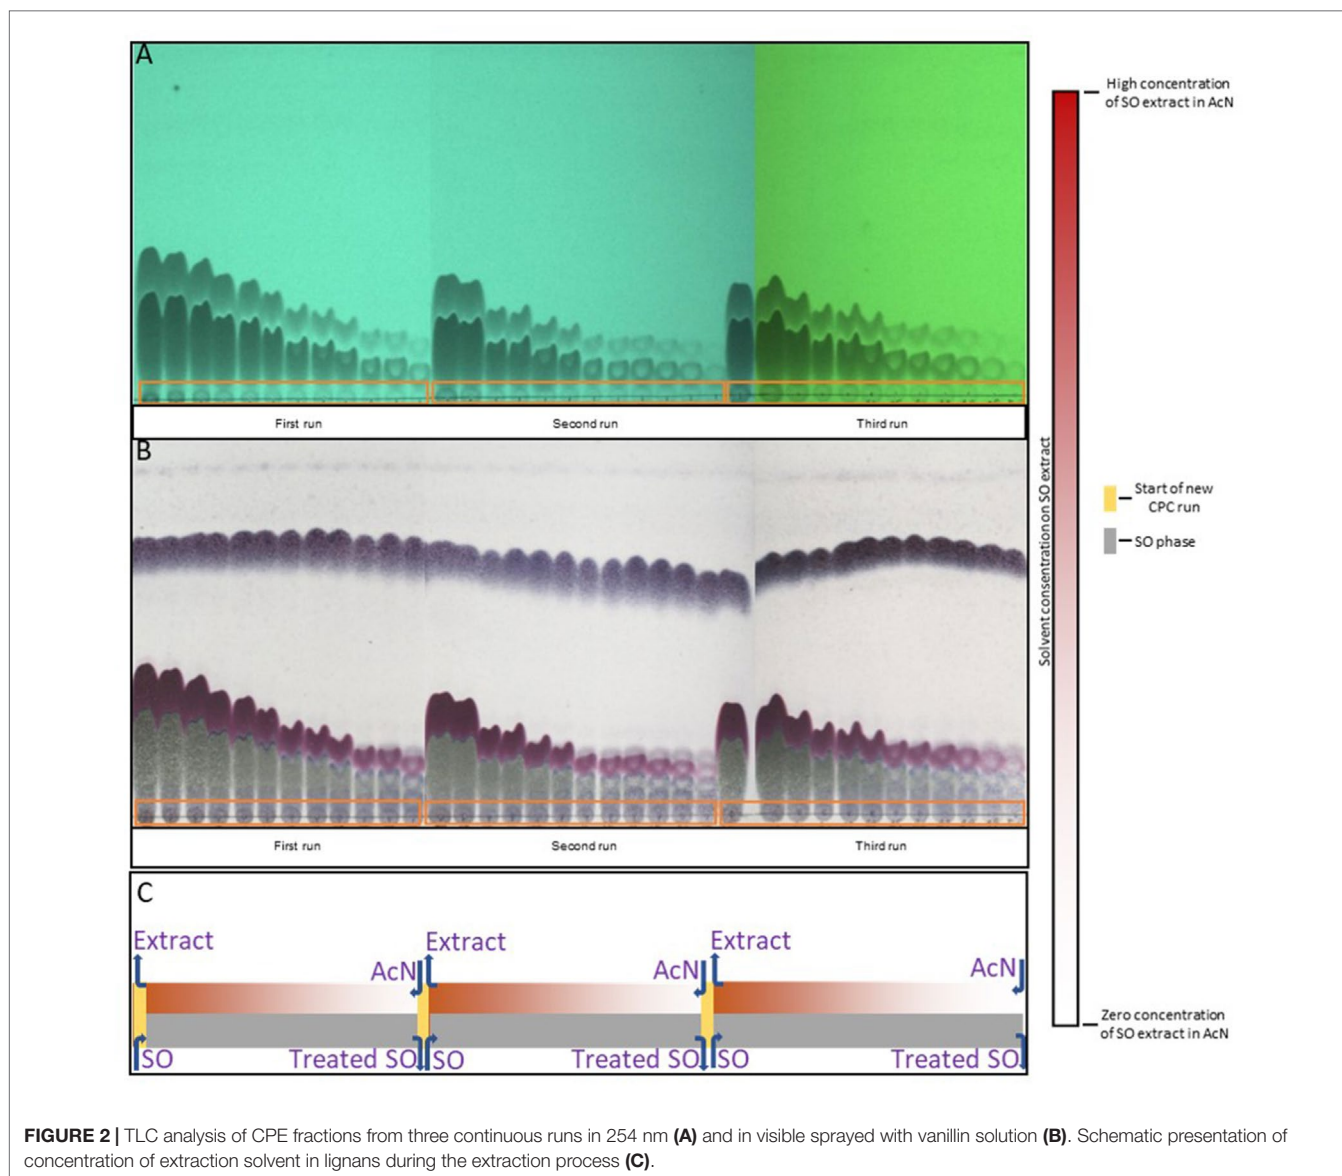 A
First run
Second run
Third run
B
First run
Second run
Third run
C
Extract
AcN
SO
Treated SO
Extract
AcN
SO
Treated SO
Extract
AcN
SO
Treated SO
High concentration
of SO extract in AcN
Solvent consentration on SO extract
Start of new
CPC run
SO phase
Zero concentration
of SO extract in AcN
FIGURE 2 | TLC analysis of CPE fractions from three continuous runs in 254 nm (A) and in visible sprayed with vanillin solution (B). Schematic presentation of
concentration of extraction solvent in lignans during the extraction process (C).